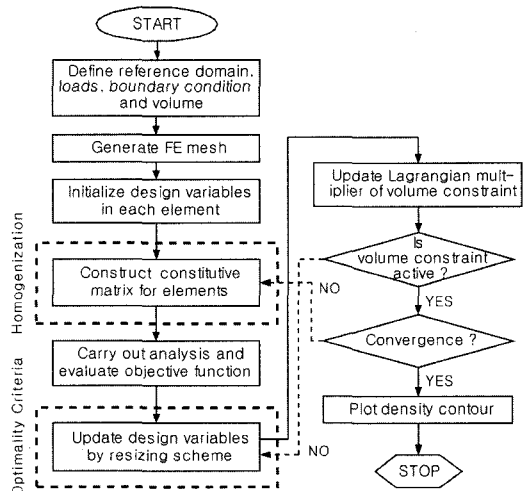 START
Define reference domain,
loads, boundary condition
and volume
Generate FE mesh
Initialize design variables
in each element
Homogenization
Construct constitutive
matrix for elements
Carry out analysis and
evaluate objective function
Optimality Criteria
Update design variables
by resizing scheme
Update Lagrangian mult-
iplier of volume constraint
Is
volume constraint
active ?
NO
YES
Convergence ?
YES
NO
Plot density contour
STOP